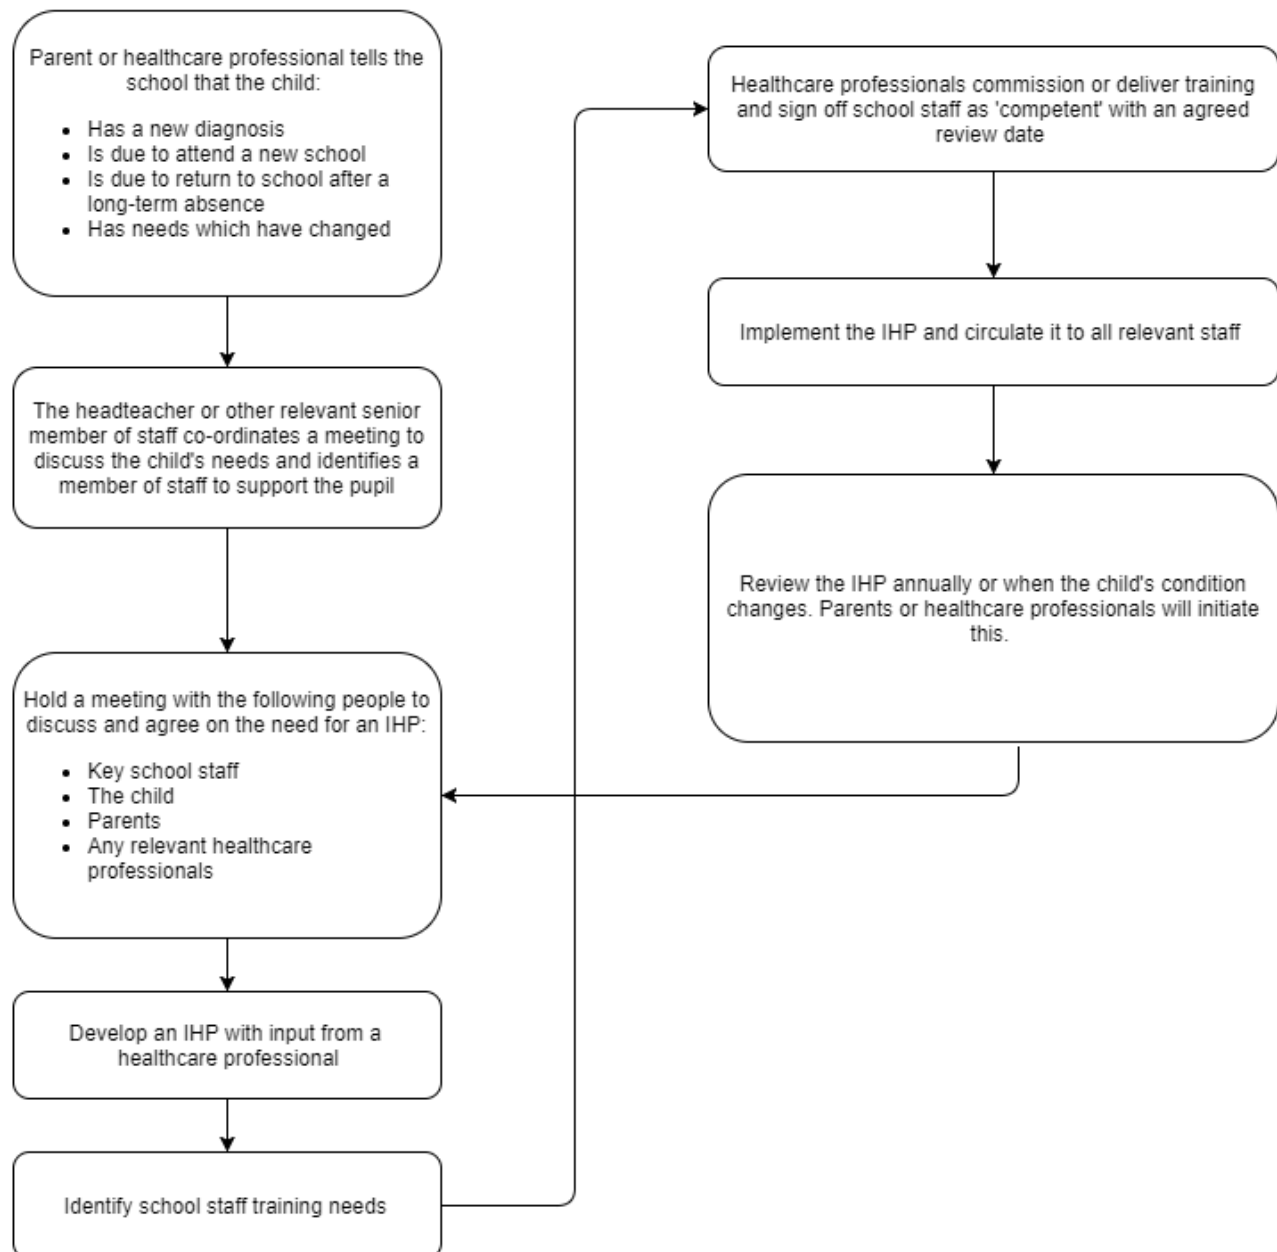 Parent or healthcare professional tells the
school that the child:
• Has a new diagnosis
• Is due to attend a new school
• Is due to return to school after a
long-term absence
• Has needs which have changed
The headteacher or other relevant senior
member of staff co-ordinates a meeting to
discuss the child's needs and identifies a
member of staff to support the pupil
Hold a meeting with the following people to
discuss and agree on the need for an IHP:
• Key school staff
• The child
• Parents
• Any relevant healthcare
professionals
Develop an IHP with input from a
healthcare professional
Identify school staff training needs
Healthcare professionals commission or deliver training
and sign off school staff as 'competent' with an agreed
review date
Implement the IHP and circulate it to all relevant staff
Review the IHP annually or when the child's condition
changes. Parents or healthcare professionals will initiate
this.